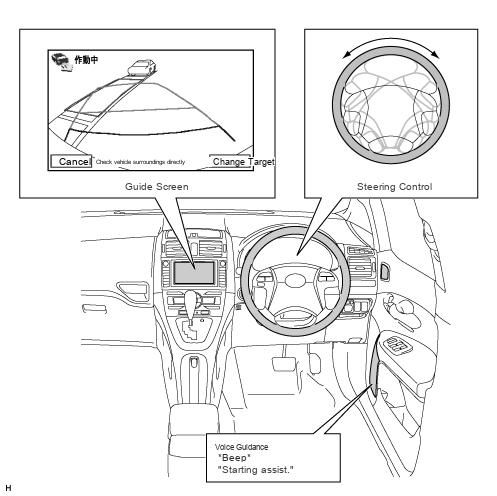 作動中
Cancel
Check vehicle surroundings directly
Change Target
Guide Screen
Steering Control
Voice Guidance
"Beep"
"Starting assist."
H